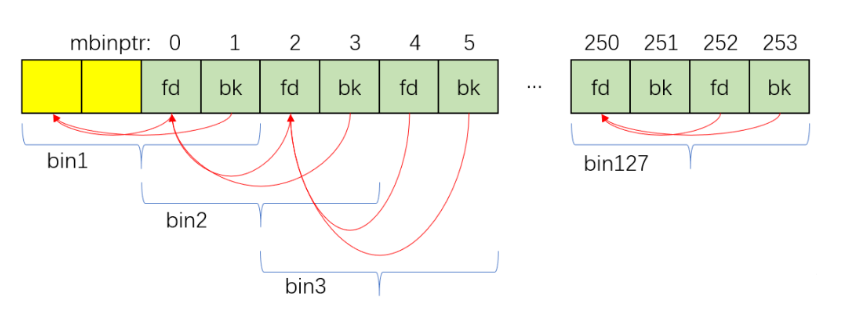 mbinptr: 0 1 2 3 4 5 250 251 252 253
fd bk fd bk fd bk ... fd bk fd bk
bin1 bin127
bin2
bin3